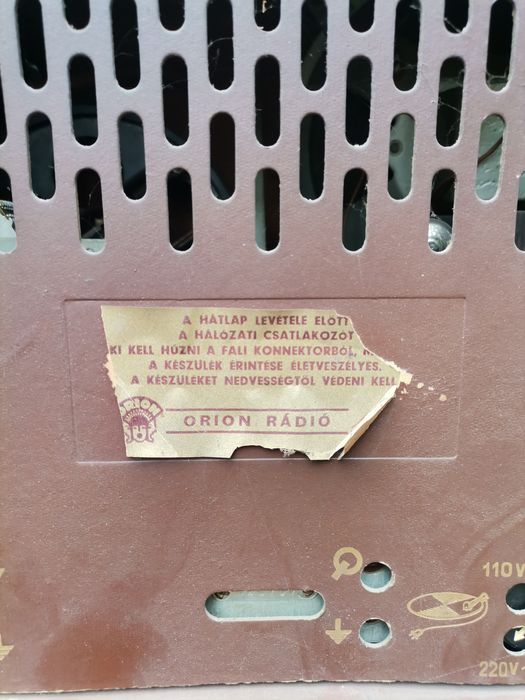 A HÁTLAP LEVÉTELE ELŐTT
A HÁLÓZATI CSATLAKOZÓT
KI KELL HÚZNI A FALI KONNEKTORBÓL,
A KÉSZÜLÉK ÉRINTÉSE ÉLETVESZÉLYES.
A KÉSZÜLÉKET NEDVESSÉGTŐL VÉDENI KELL
ORION
ORION RÁDIÓ
110V
220V